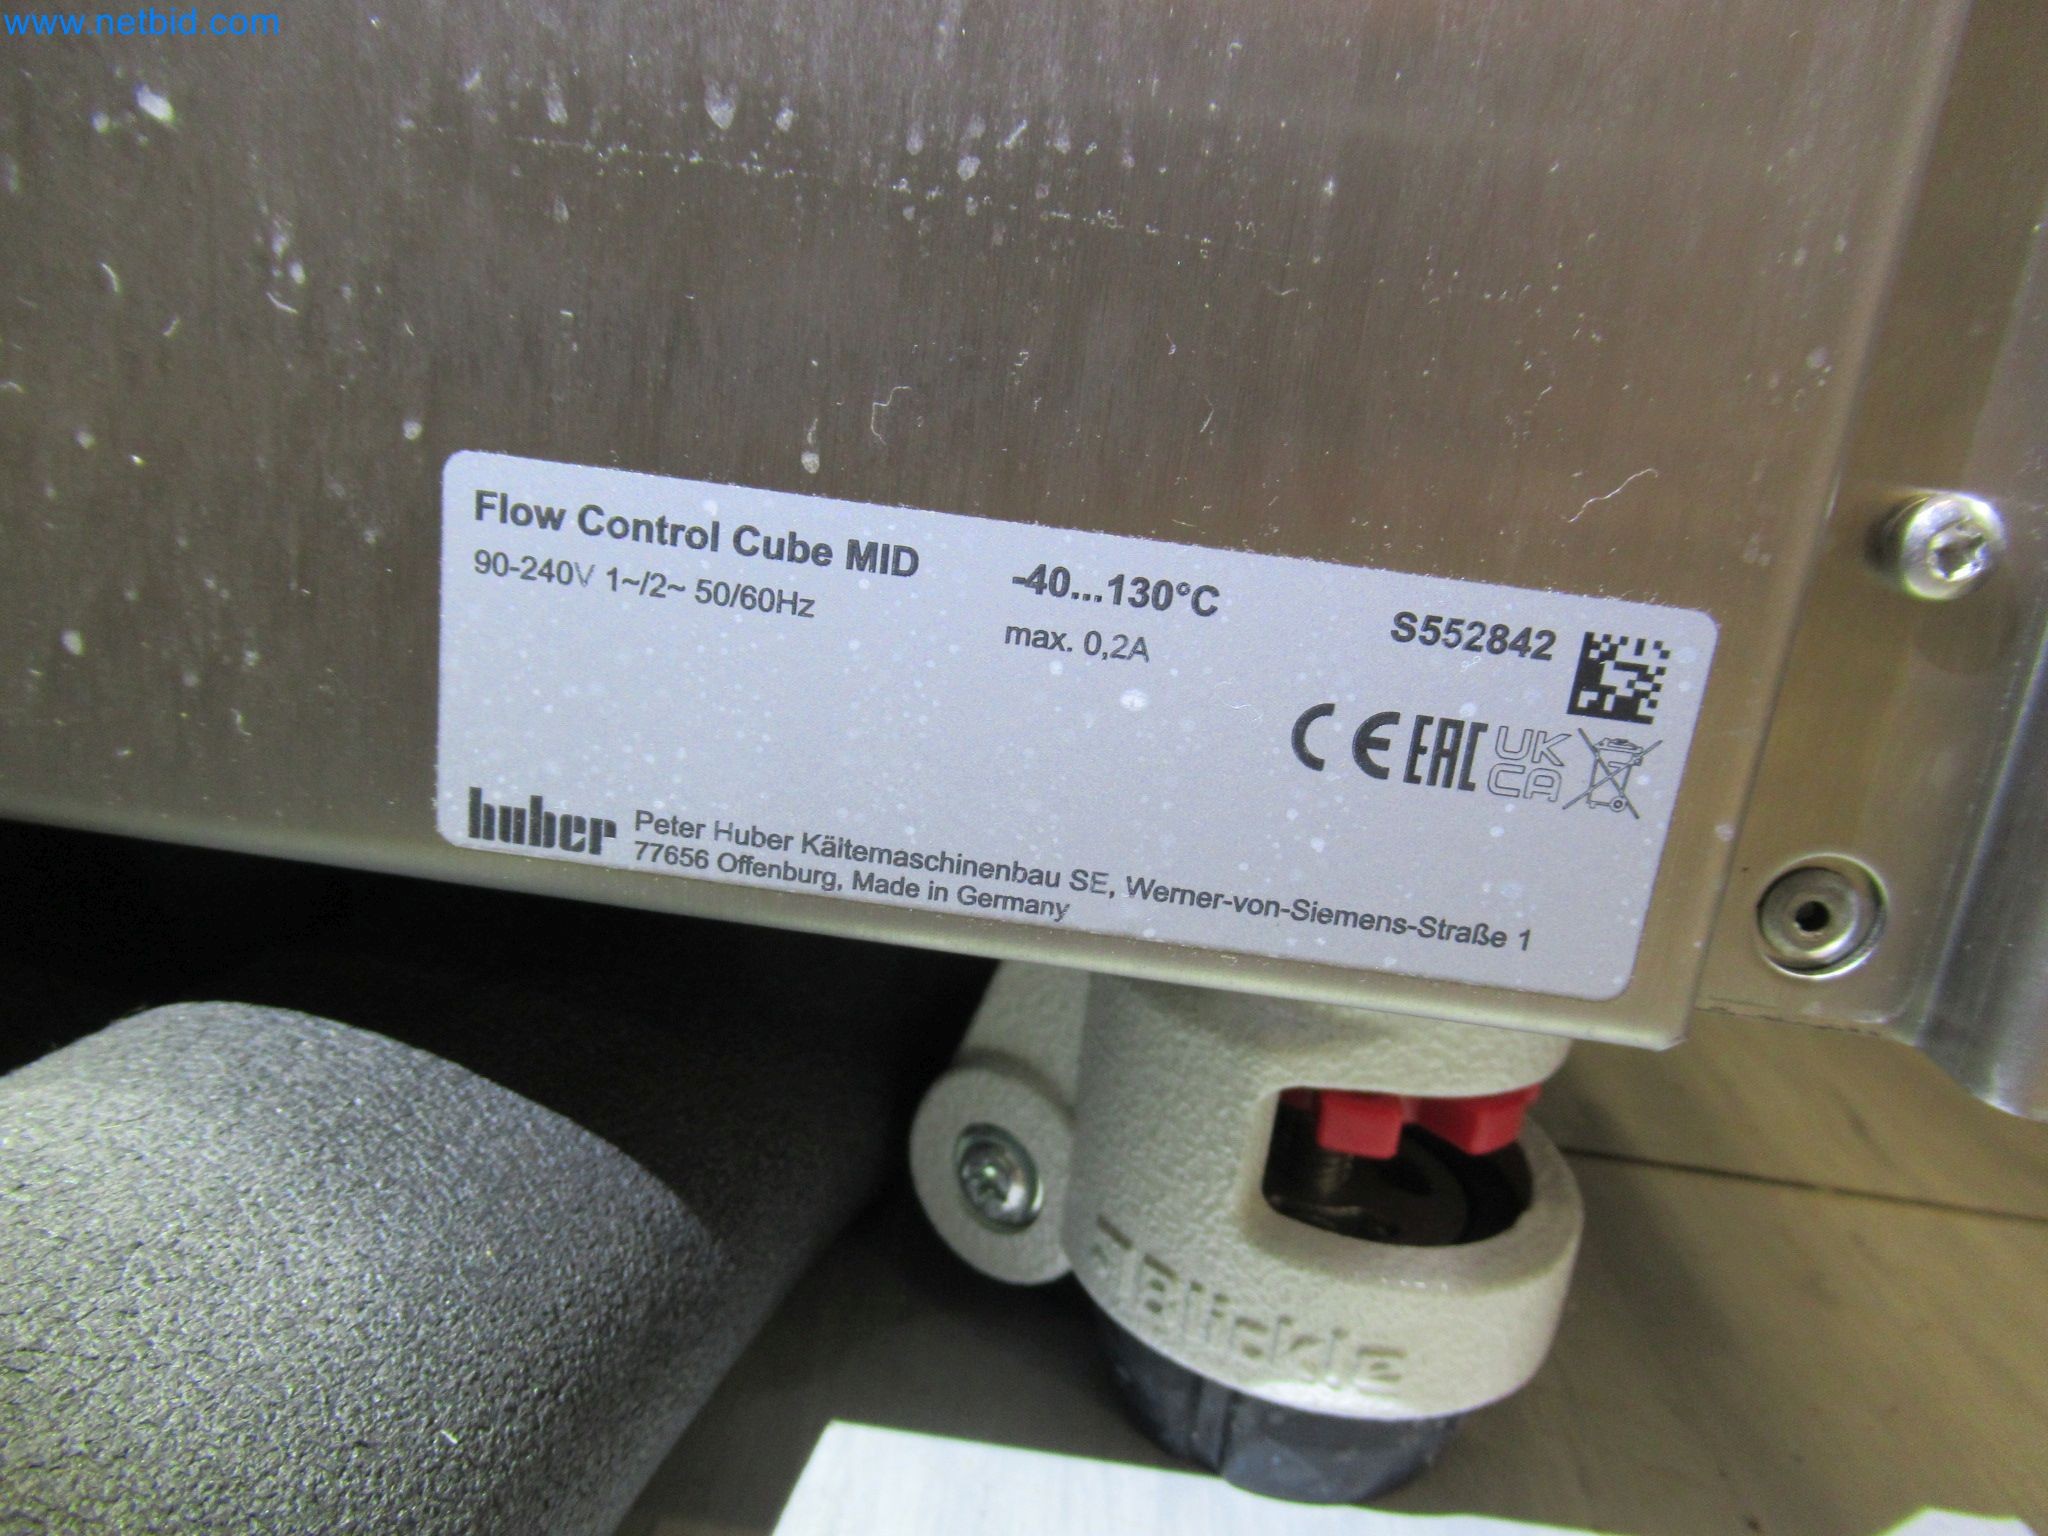 www.netbid.com
Flow Control Cube MID -40...130°C S552842
90-240V 1~/2~ 50/60Hz max. 0,2A
CE EAC UK
CA
huber Peter Huber Kältemaschinenbau SE, Werner-von-Siemens-Straße 1
77656 Offenburg, Made in Germany
Blickle